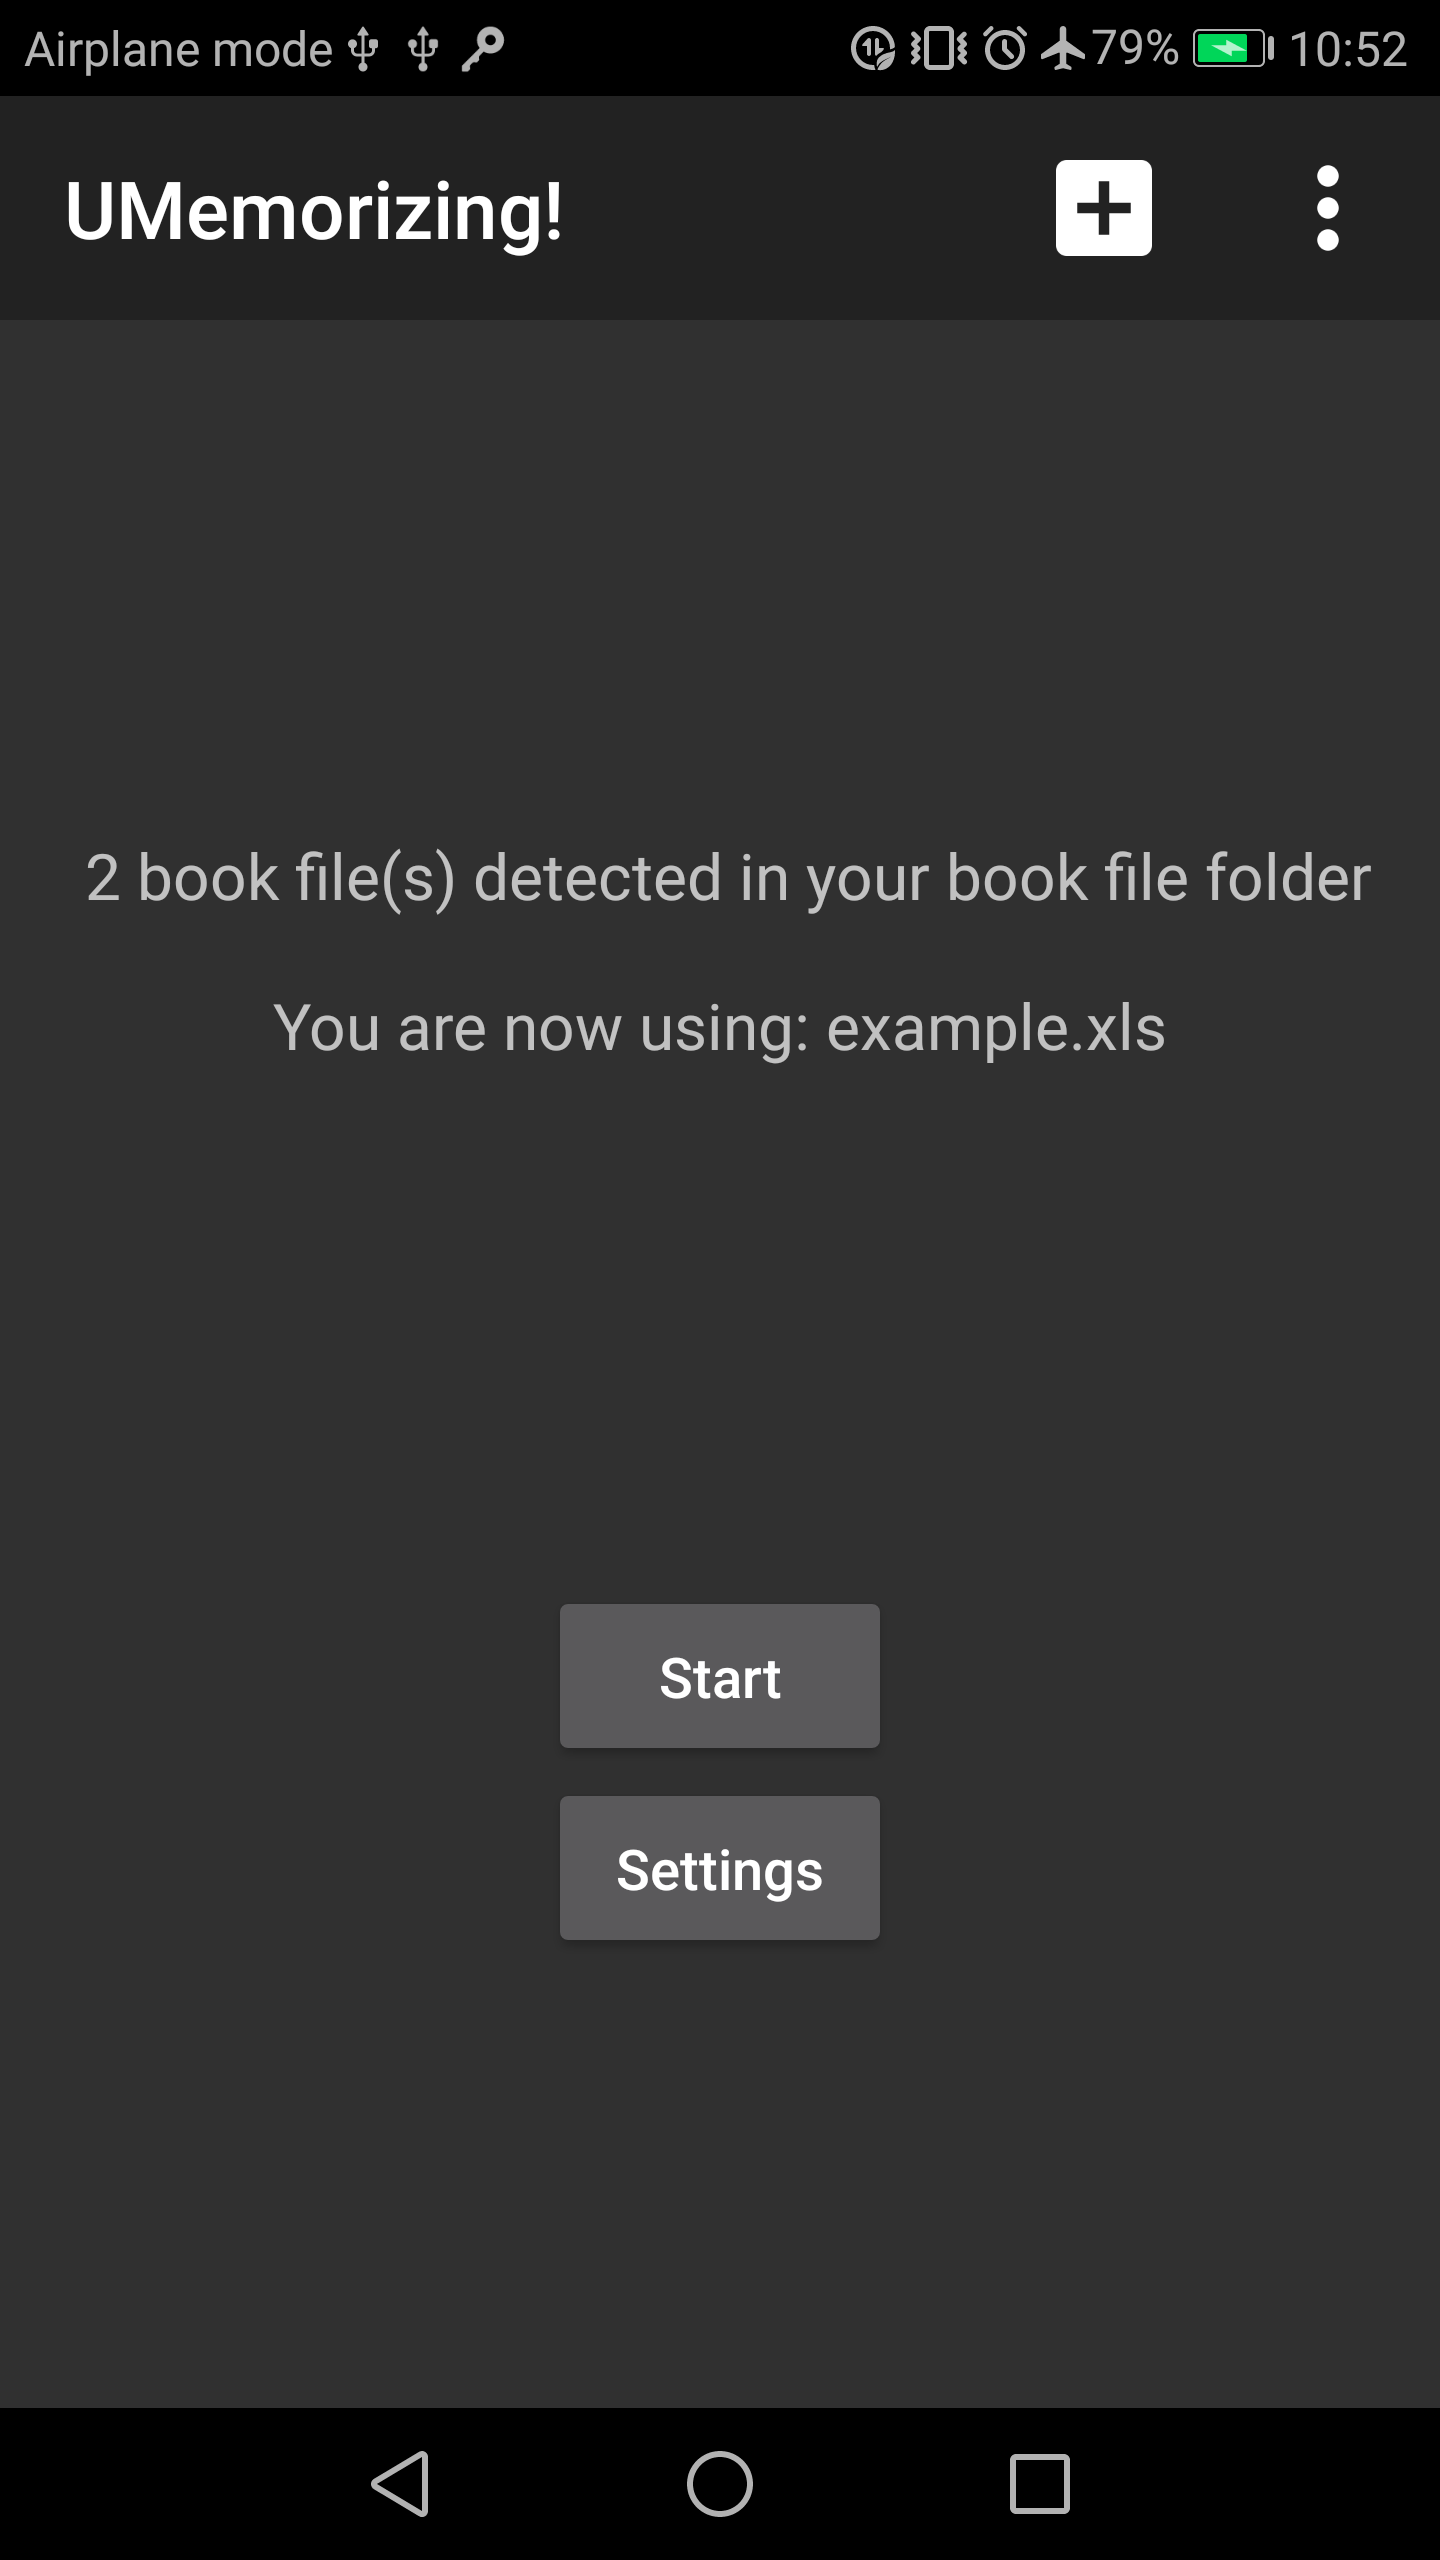 Airplane mode 79% 10:52
UMemorizing!
2 book file(s) detected in your book file folder
You are now using: example.xls
Start
Settings